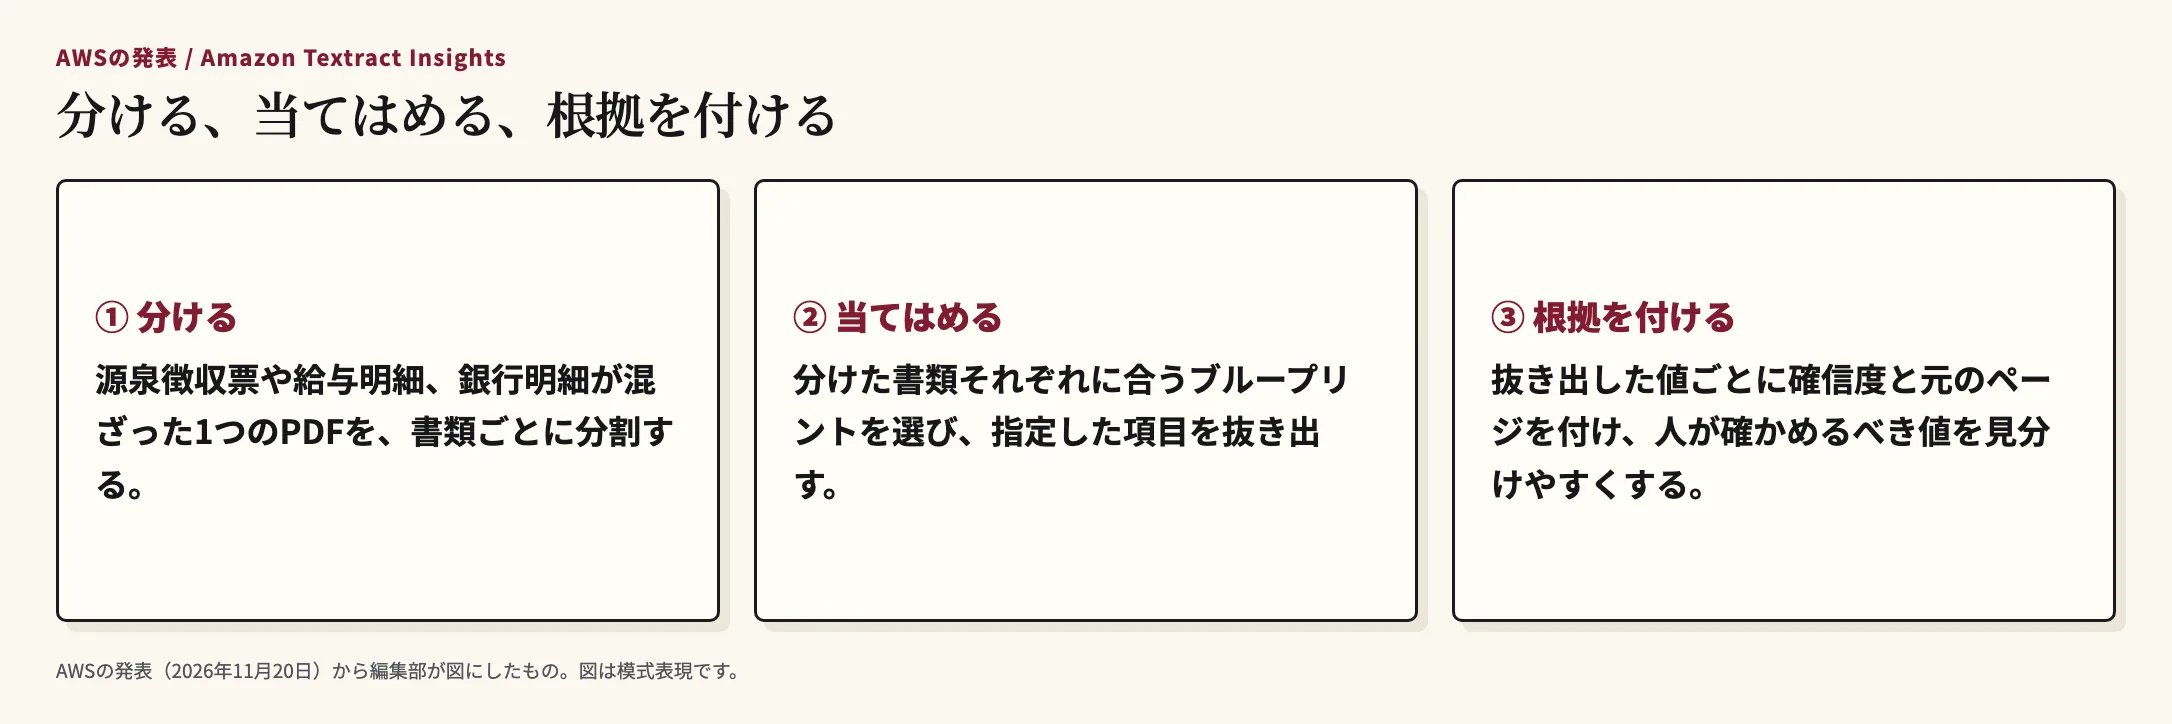 AWSの発表 / Amazon Textract Insights
分ける、当てはめる、根拠を付ける
① 分ける
源泉徴収票や給与明細、銀行明細が混
ざった1つのPDFを、書類ごとに分割す
る。
② 当てはめる
分けた書類それぞれに合うブループリ
ントを選び、指定した項目を抜き出
す。
③ 根拠を付ける
抜き出した値ごとに確信度と元のペー
ジを付け、人が確かめるべき値を見分
けやすくする。
AWSの発表（2026年11月20日）から編集部が図にしたもの。図は模式表現です。